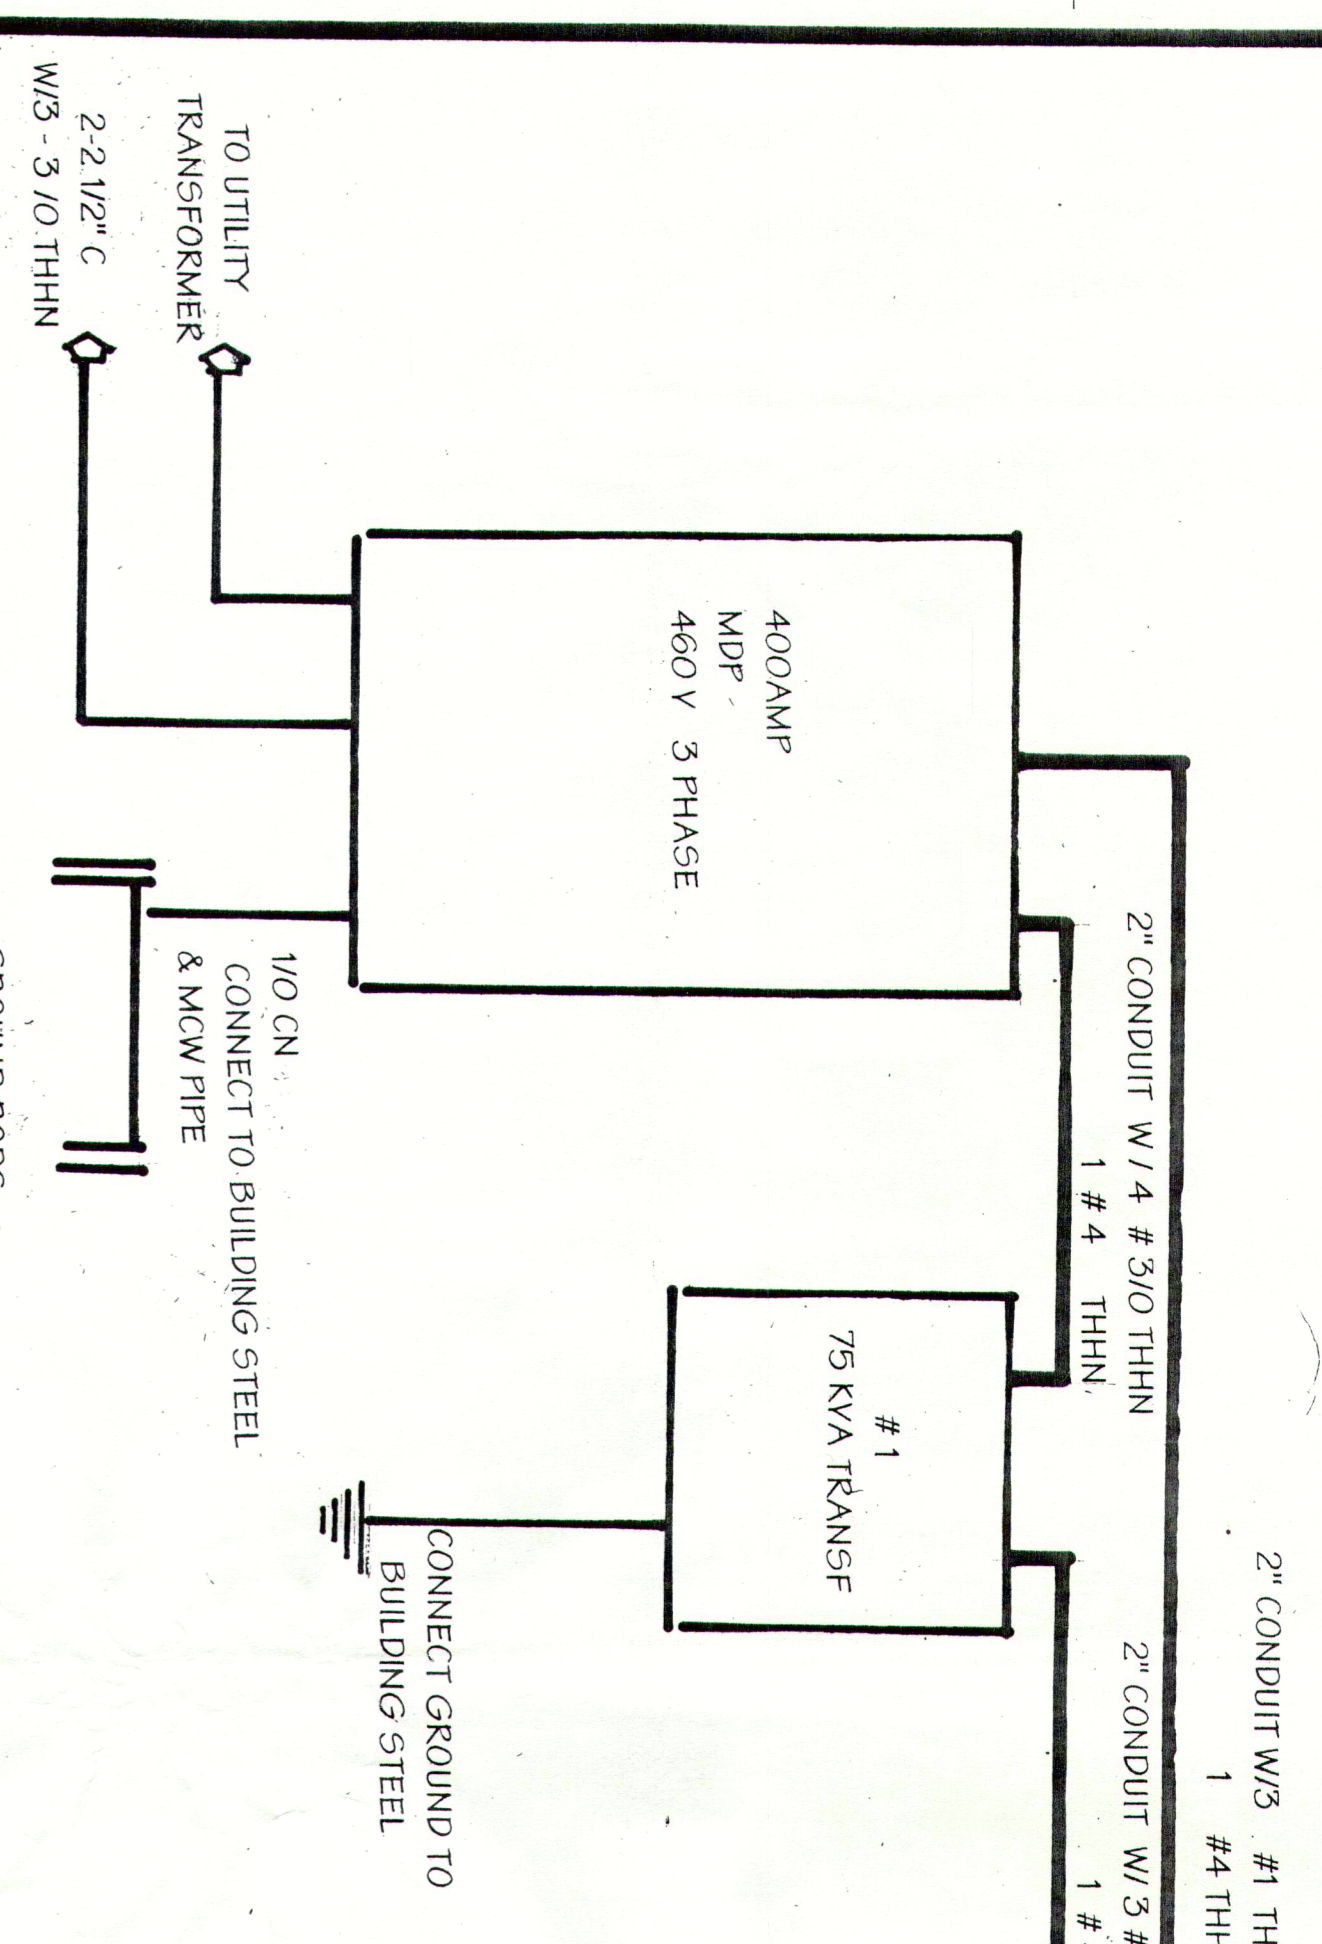 2" CONDUIT W/3 #1
1 #4
2" CONDUIT W/ 4 #3/0 THHN
1 #4 THHN
2" CONDUIT W/ 3 #
1 #
400AMP
MDP
460V 3 PHASE
#1
75 KVA TRANSF
TO UTILITY
TRANSFORMER
2-2.1/2" C
W/3 - 3/0 THHN
1/0 CN
CONNECT TO BUILDING STEEL
& MCW PIPE
CONNECT GROUND TO
BUILDING STEEL